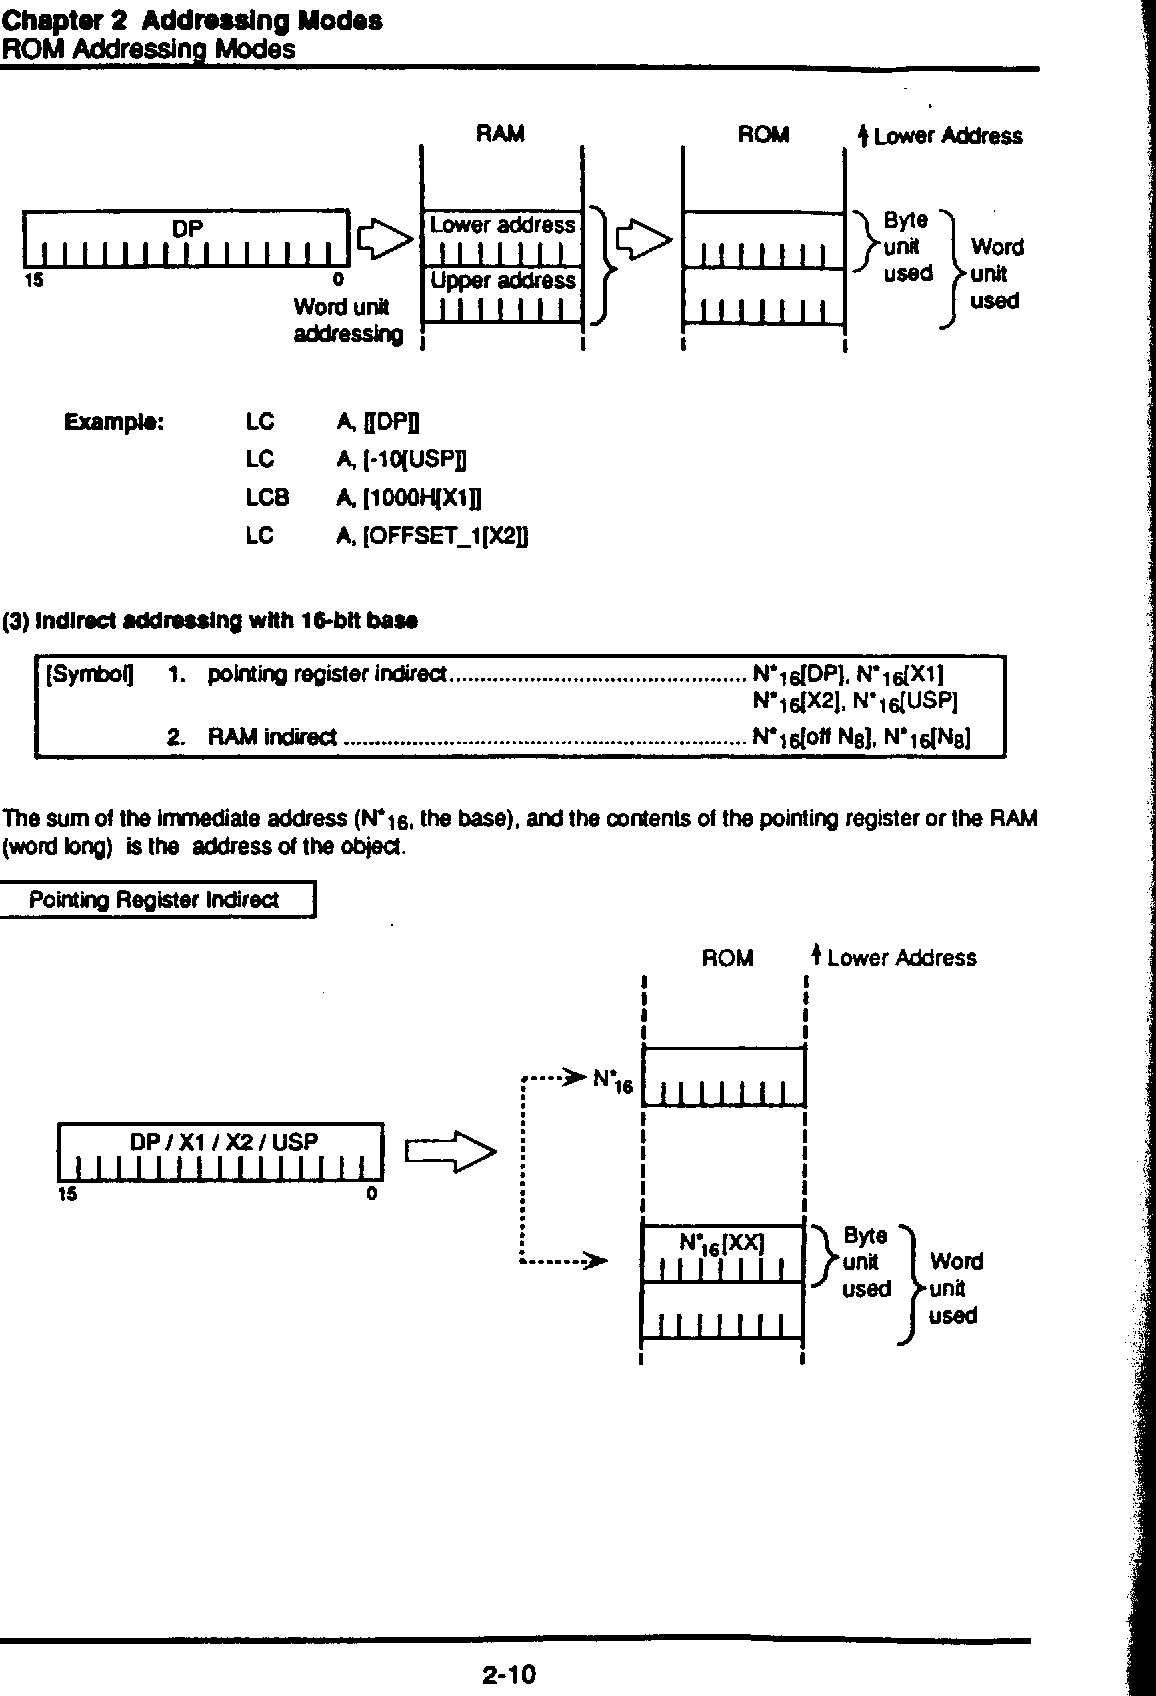 Chapter 2 Addressing Modes
ROM Addressing Modes
RAM ROM Lower Address
DP
15 0
Word unit
addressing
Lower address
Upper address
Byte
unit
used
Word
unit
used
Example: LC A, [[DP]]
LC A, [-10[USP]]
LCB A, [1000H[X1]]
LC A, [OFFSET_1[X2]]
(3) Indirect addressing with 16-bit base
[Symbol] 1. pointing register indirect............................................... N*16[DP], N*16[X1]
N*16[X2], N*16[USP]
2. RAM indirect ................................................................ N*16[off N8], N*16[N8]
The sum of the immediate address (N*16, the base), and the contents of the pointing register or the RAM
(word long) is the address of the object.
Pointing Register Indirect
ROM Lower Address
N*16
DP / X1 / X2 / USP
15 0
N*16[XX]
Byte
unit
used
Word
unit
used
2-10